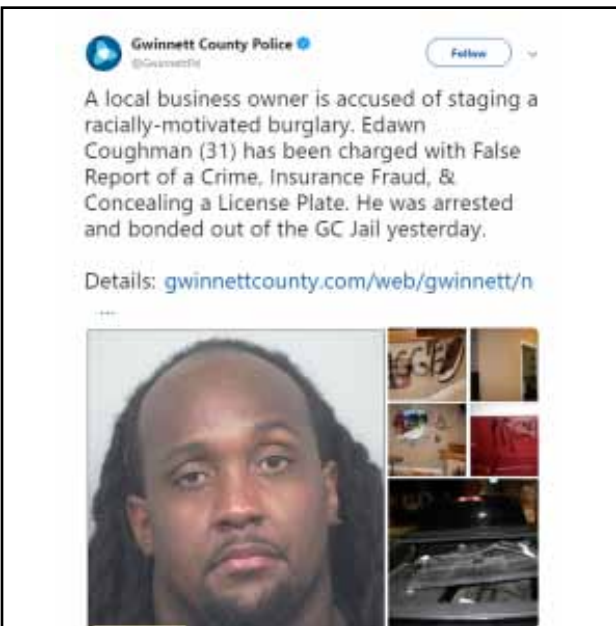 Gwinnett County Police
Follow
A local business owner is accused of staging a
racially-motivated burglary. Edawn
Coughman (31) has been charged with False
Report of a Crime, Insurance Fraud, &
Concealing a License Plate. He was arrested
and bonded out of the GC Jail yesterday.
Details: gwinnettcounty.com/web/gwinnett/n
...